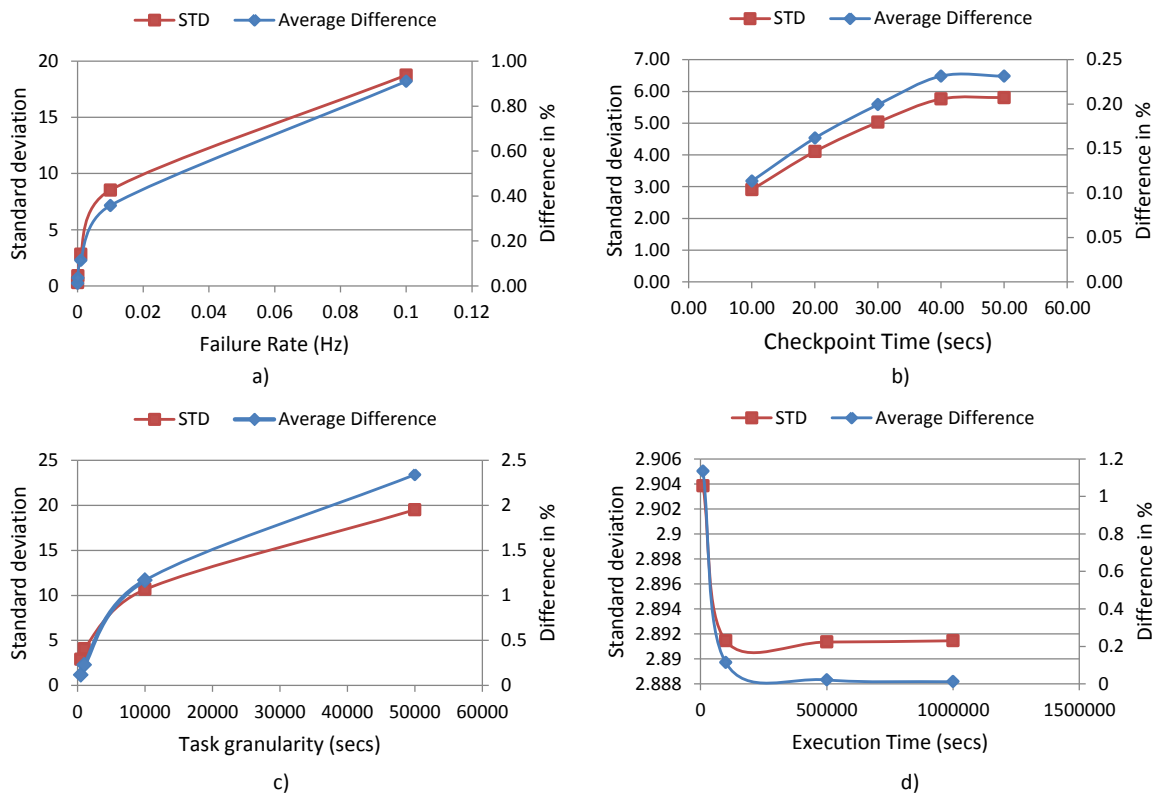 STD Average Difference
20
15
10
5
0
1.00
0.80
0.60
0.40
0.20
0.00
0 0.02 0.04 0.06 0.08 0.1 0.12
Standard deviation
Difference in %
Failure Rate (Hz)
a)
STD Average Difference
7.00
6.00
5.00
4.00
3.00
2.00
1.00
0.00
0.25
0.20
0.15
0.10
0.05
0.00
0.00 10.00 20.00 30.00 40.00 50.00 60.00
Standard deviation
Difference in %
Checkpoint Time (secs)
b)
STD Average Difference
25
20
15
10
5
0
2.5
2
1.5
1
0.5
0
0 10000 20000 30000 40000 50000 60000
Standard deviation
Difference in %
Task granularity (secs)
c)
STD Average Difference
2.906
2.904
2.902
2.9
2.898
2.896
2.894
2.892
2.89
2.888
1.2
1
0.8
0.6
0.4
0.2
0
0 500000 1000000 1500000
Standard deviation
Difference in %
Execution Time (secs)
d)